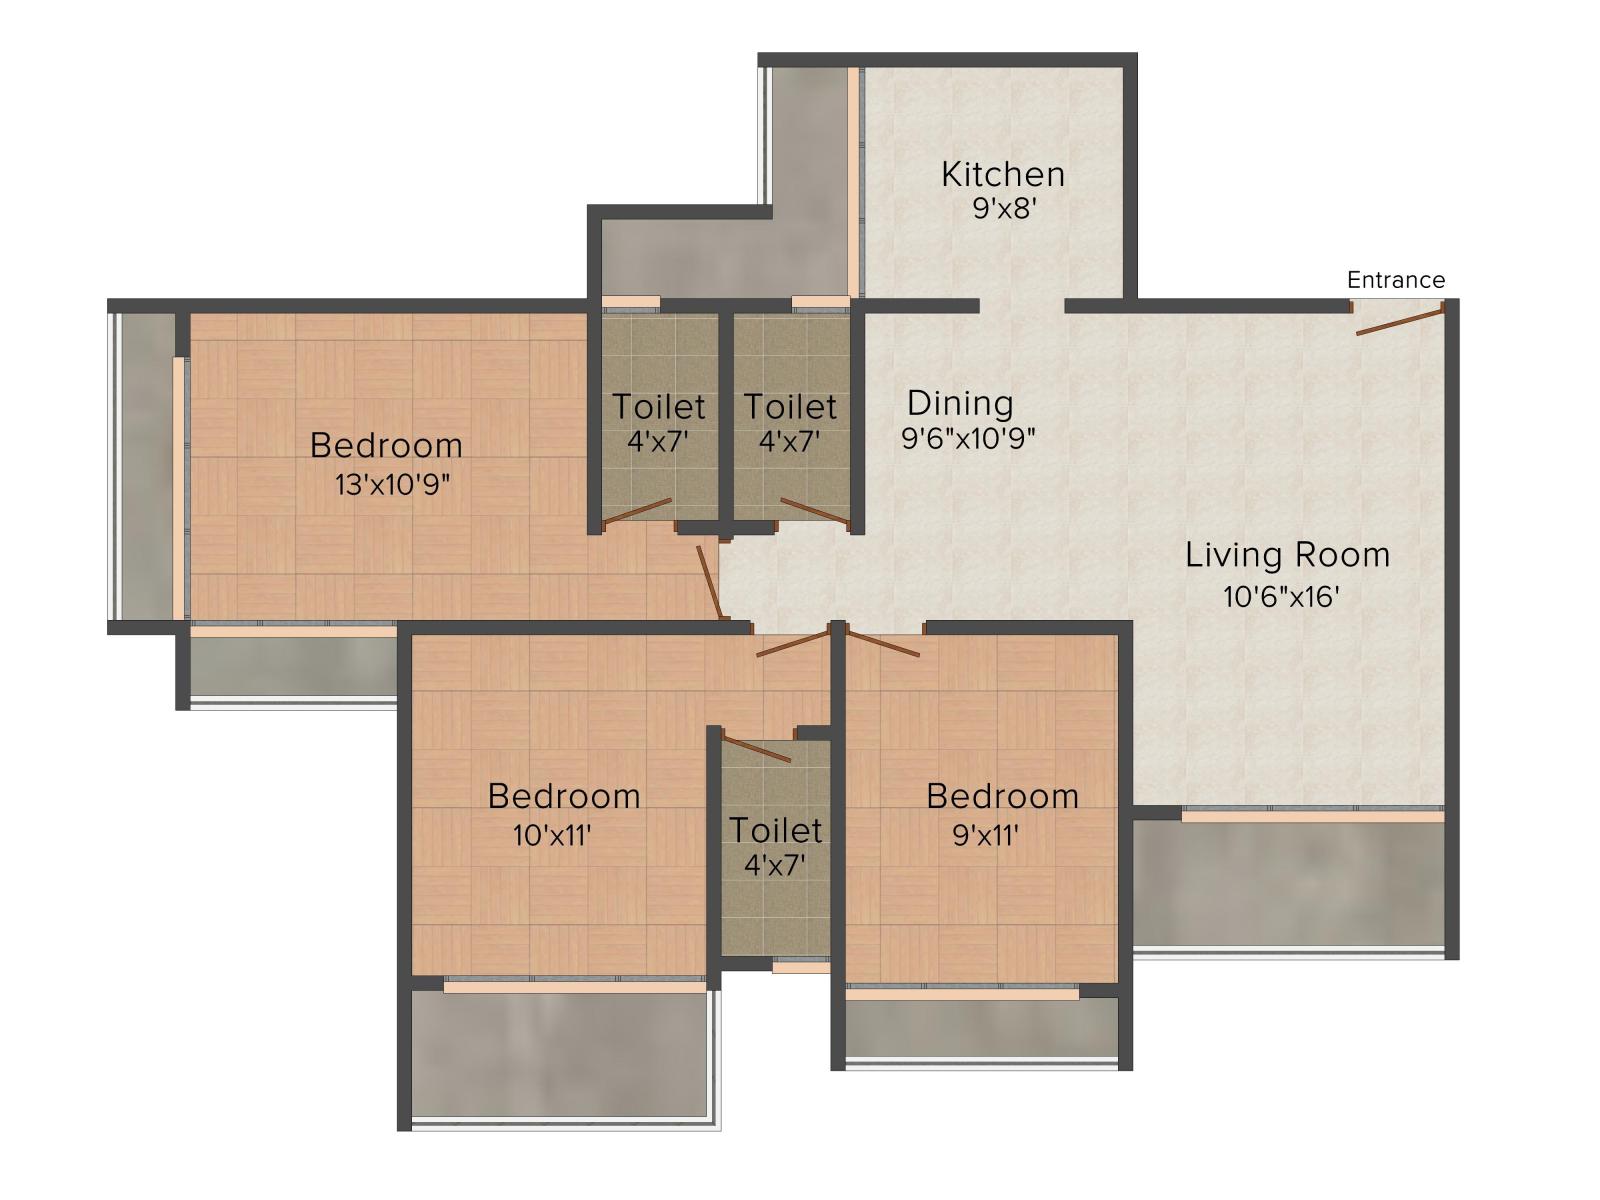 Kitchen
9'x8'
Entrance
Toilet
4'x7'
Toilet
4'x7'
Dining
9'6"x10'9"
Bedroom
13'x10'9"
Living Room
10'6"x16'
Bedroom
10'x11'
Toilet
4'x7'
Bedroom
9'x11'